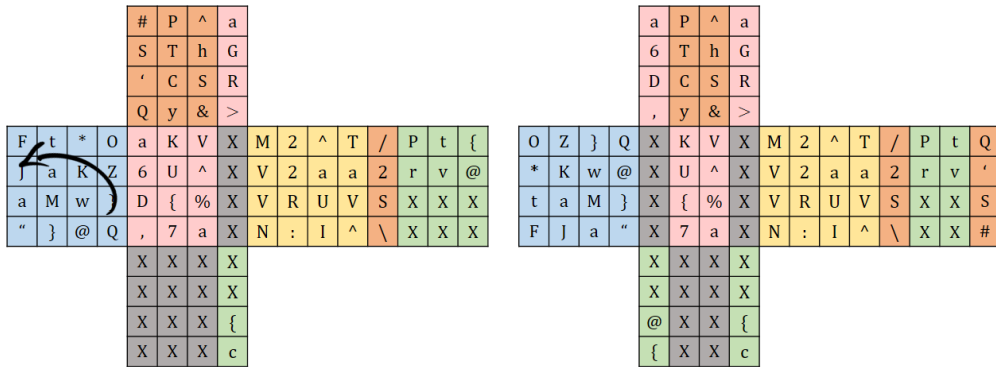 # P ^ a
S T h G
‘ C S R
Q y & >
F t * O a K V X M 2 ^ T / P t {
J a K Z 6 U ^ X V 2 a a 2 r v @
a M w } D { % X V R U V S X X X
“ } @ Q , 7 a X N : I ^ \ X X X
X X X X
X X X X
X X X {
X X X c
a P ^ a
6 T h G
D C S R
, y & >
O Z } Q X K V X M 2 ^ T / P t Q
* K w @ X U ^ X V 2 a a 2 r v ‘
t a M } X { % X V R U V S X X S
F J a “ X 7 a X N : I ^ \ X X #
X X X X
X X X X
@ X X {
{ X X c